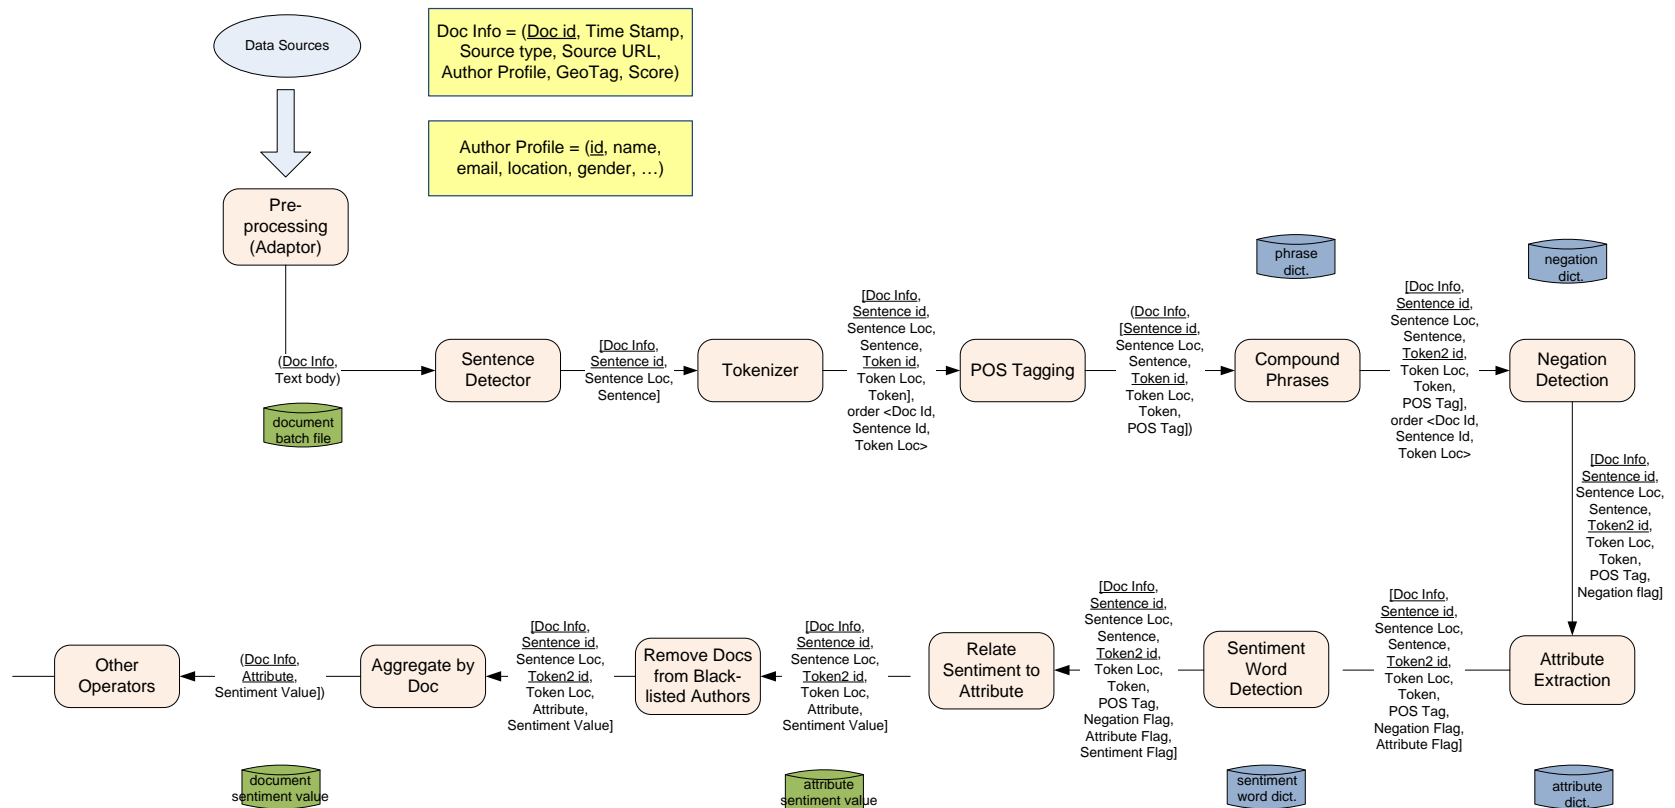 Data Sources
Doc Info = (Doc id, Time Stamp,
Source type, Source URL,
Author Profile, GeoTag, Score)
Author Profile = (id, name,
email, location, gender, …)
Pre-
processing
(Adaptor)
(Doc Info,
Text body)
document
batch file
Sentence
Detector
[Doc Info,
Sentence id,
Sentence Loc,
Sentence]
Tokenizer
[Doc Info,
Sentence id,
Sentence Loc,
Sentence,
Token id,
Token Loc,
Token],
order <Doc Id,
Sentence Id,
Token Loc>
POS Tagging
(Doc Info,
[Sentence id,
Sentence Loc,
Sentence,
Token id,
Token Loc,
Token,
POS Tag])
phrase
dict.
Compound
Phrases
[Doc Info,
Sentence id,
Sentence Loc,
Sentence,
Token2 id,
Token Loc,
Token,
POS Tag],
order <Doc Id,
Sentence Id,
Token Loc>
negation
dict.
Negation
Detection
[Doc Info,
Sentence id,
Sentence Loc,
Sentence,
Token2 id,
Token Loc,
Token,
POS Tag,
Negation flag]
Attribute
Extraction
attribute
dict.
[Doc Info,
Sentence id,
Sentence Loc,
Sentence,
Token2 id,
Token Loc,
Token,
POS Tag,
Negation Flag,
Attribute Flag]
Sentiment
Word
Detection
sentiment
word dict.
[Doc Info,
Sentence id,
Sentence Loc,
Sentence,
Token2 id,
Token Loc,
Token,
POS Tag,
Negation Flag,
Attribute Flag,
Sentiment Flag]
Relate
Sentiment to
Attribute
[Doc Info,
Sentence id,
Sentence Loc,
Token2 id,
Token Loc,
Attribute,
Sentiment Value]
attribute
sentiment value
Remove Docs
from Black-
listed Authors
[Doc Info,
Sentence id,
Sentence Loc,
Token2 id,
Token Loc,
Attribute,
Sentiment Value]
Aggregate by
Doc
(Doc Info,
Attribute,
Sentiment Value])
document
sentiment value
Other
Operators